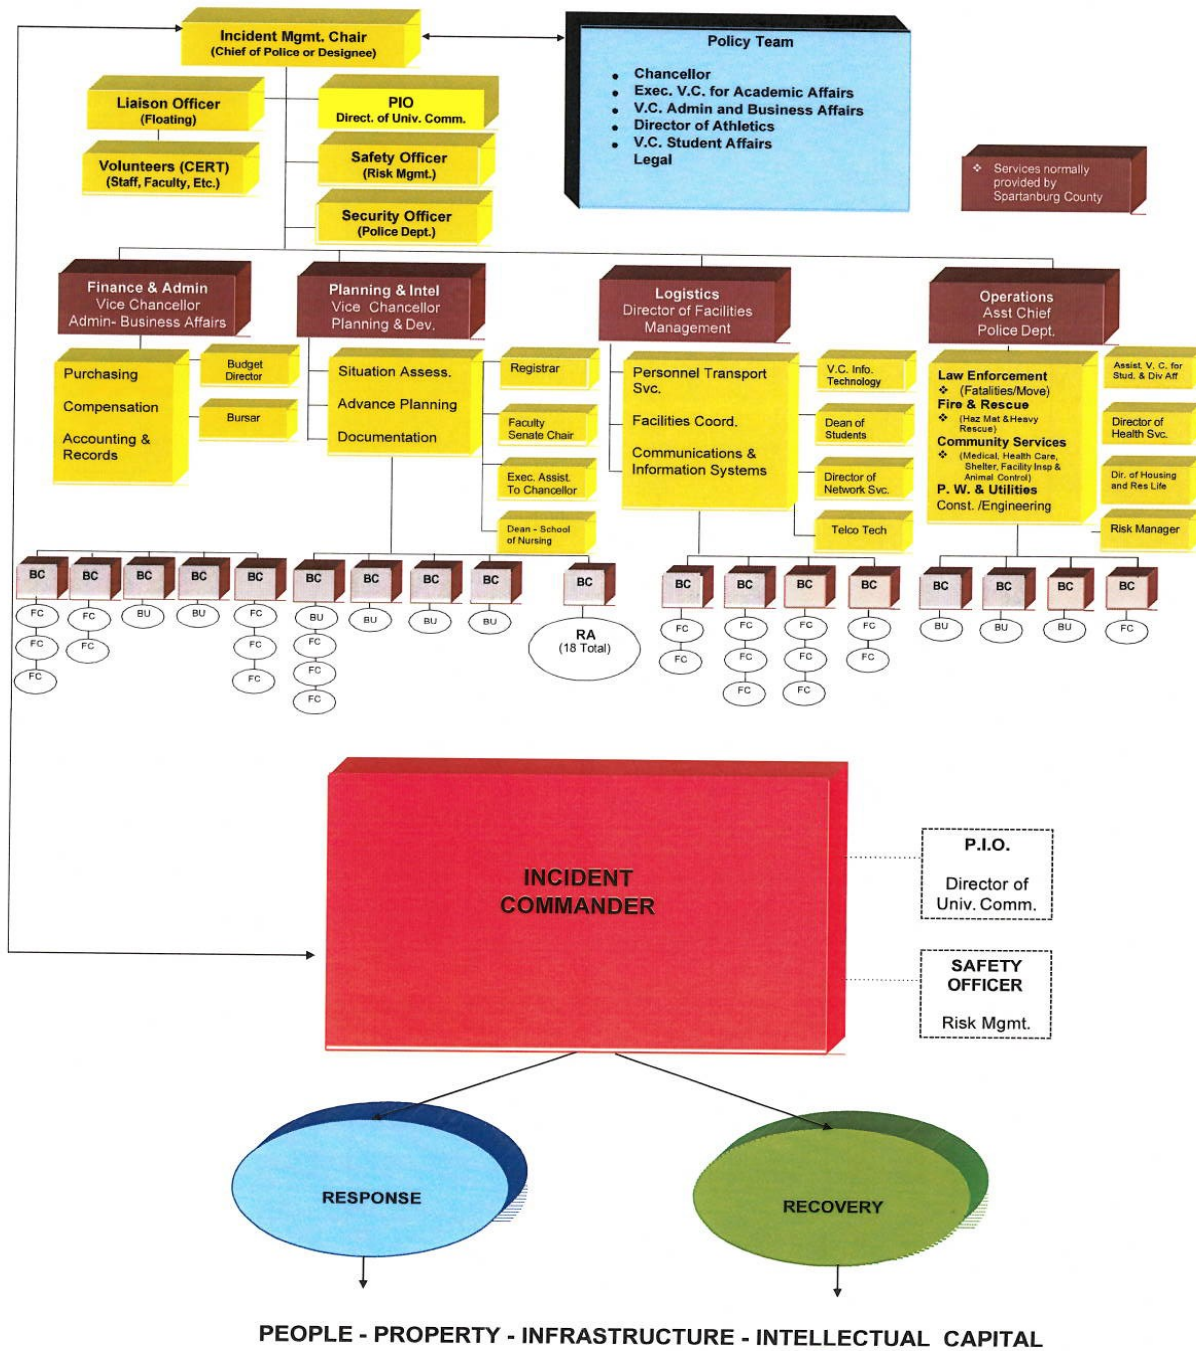 Incident Mgmt. Chair
(Chief of Police or Designee)
Policy Team
• Chancellor
• Exec. V.C. for Academic Affairs
• V.C. Admin and Business Affairs
• Director of Athletics
• V.C. Student Affairs
Legal
Liaison Officer
(Floating)
PIO
Direct. of Univ. Comm.
Volunteers (CERT)
(Staff, Faculty, Etc.)
Safety Officer
(Risk Mgmt.)
Security Officer
(Police Dept.)
❖ Services normally
provided by
Spartanburg County
Finance & Admin
Vice Chancellor
Admin- Business Affairs
Planning & Intel
Vice Chancellor
Planning & Dev.
Logistics
Director of Facilities
Management
Operations
Asst Chief
Police Dept.
Purchasing
Compensation
Accounting &
Records
Budget
Director
Bursar
Situation Assess.
Advance Planning
Documentation
Registrar
Faculty
Senate Chair
Exec. Assist.
To Chancellor
Dean - School
of Nursing
Personnel Transport
Svc.
Facilities Coord.
Communications &
Information Systems
V.C. Info.
Technology
Dean of
Students
Director of
Network Svc.
Telco Tech
Law Enforcement
❖ (Fatalities/Move)
Fire & Rescue
❖ (Haz Mat & Heavy
Rescue)
Community Services
❖ (Medical, Health Care,
Shelter, Facility Insp &
Animal Control)
P. W. & Utilities
Const. /Engineering
Assist. V. C. for
Stud. & Div Aff
Director of
Health Svc.
Dir. of Housing
and Res Life
Risk Manager
BC BC BC BC BC BC BC BC BC BC BC BC BC BC BC BC BC BC
FC FC BU BU FC BU BU BU BU FC FC FC FC BU BU BU FC
RA
(18 Total)
FC FC FC FC FC FC FC FC
FC FC FC FC FC
FC FC FC
INCIDENT
COMMANDER
P.I.O.
Director of
Univ. Comm.
SAFETY
OFFICER
Risk Mgmt.
RESPONSE
RECOVERY
PEOPLE - PROPERTY - INFRASTRUCTURE - INTELLECTUAL CAPITAL